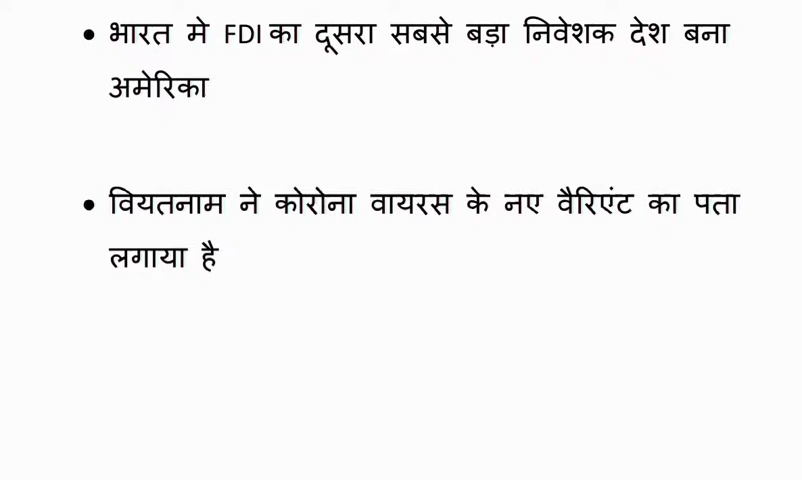 • भारत मे FDI का दूसरा सबसे बड़ा निवेशक देश बना
अमेरिका
• वियतनाम ने कोरोना वायरस के नए वैरिएंट का पता
लगाया है